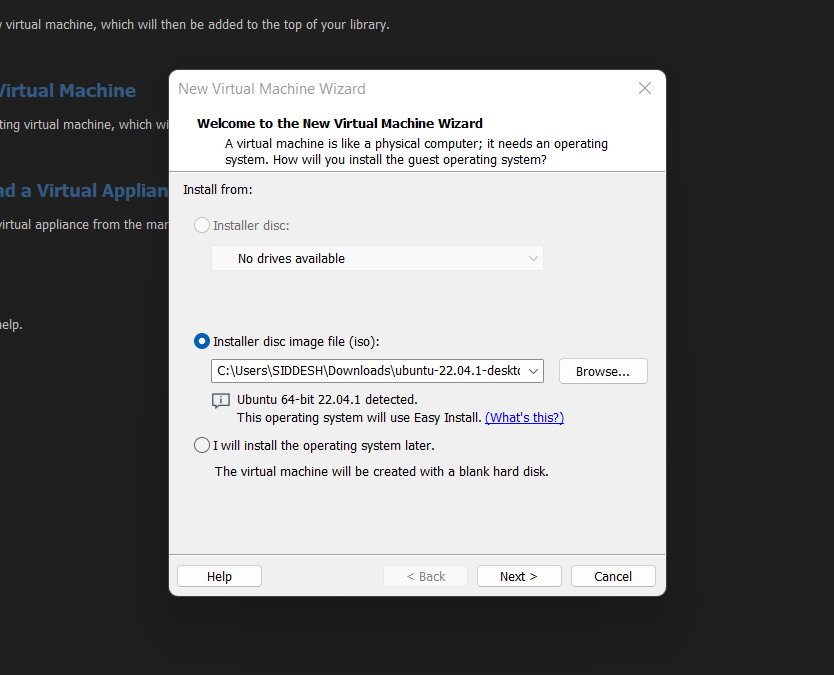 virtual machine, which will then be added to the top of your library.
Virtual Machine
ting virtual machine, which wi
ad a Virtual Applian
virtual appliance from the mar
help.
New Virtual Machine Wizard
Welcome to the New Virtual Machine Wizard
A virtual machine is like a physical computer; it needs an operating
system. How will you install the guest operating system?
Install from:
Installer disc:
No drives available
Installer disc image file (iso):
C:\Users\SIDDESH\Downloads\ubuntu-22.04.1-deskto
Browse...
Ubuntu 64-bit 22.04.1 detected.
This operating system will use Easy Install. (What's this?)
I will install the operating system later.
The virtual machine will be created with a blank hard disk.
Help
< Back
Next >
Cancel